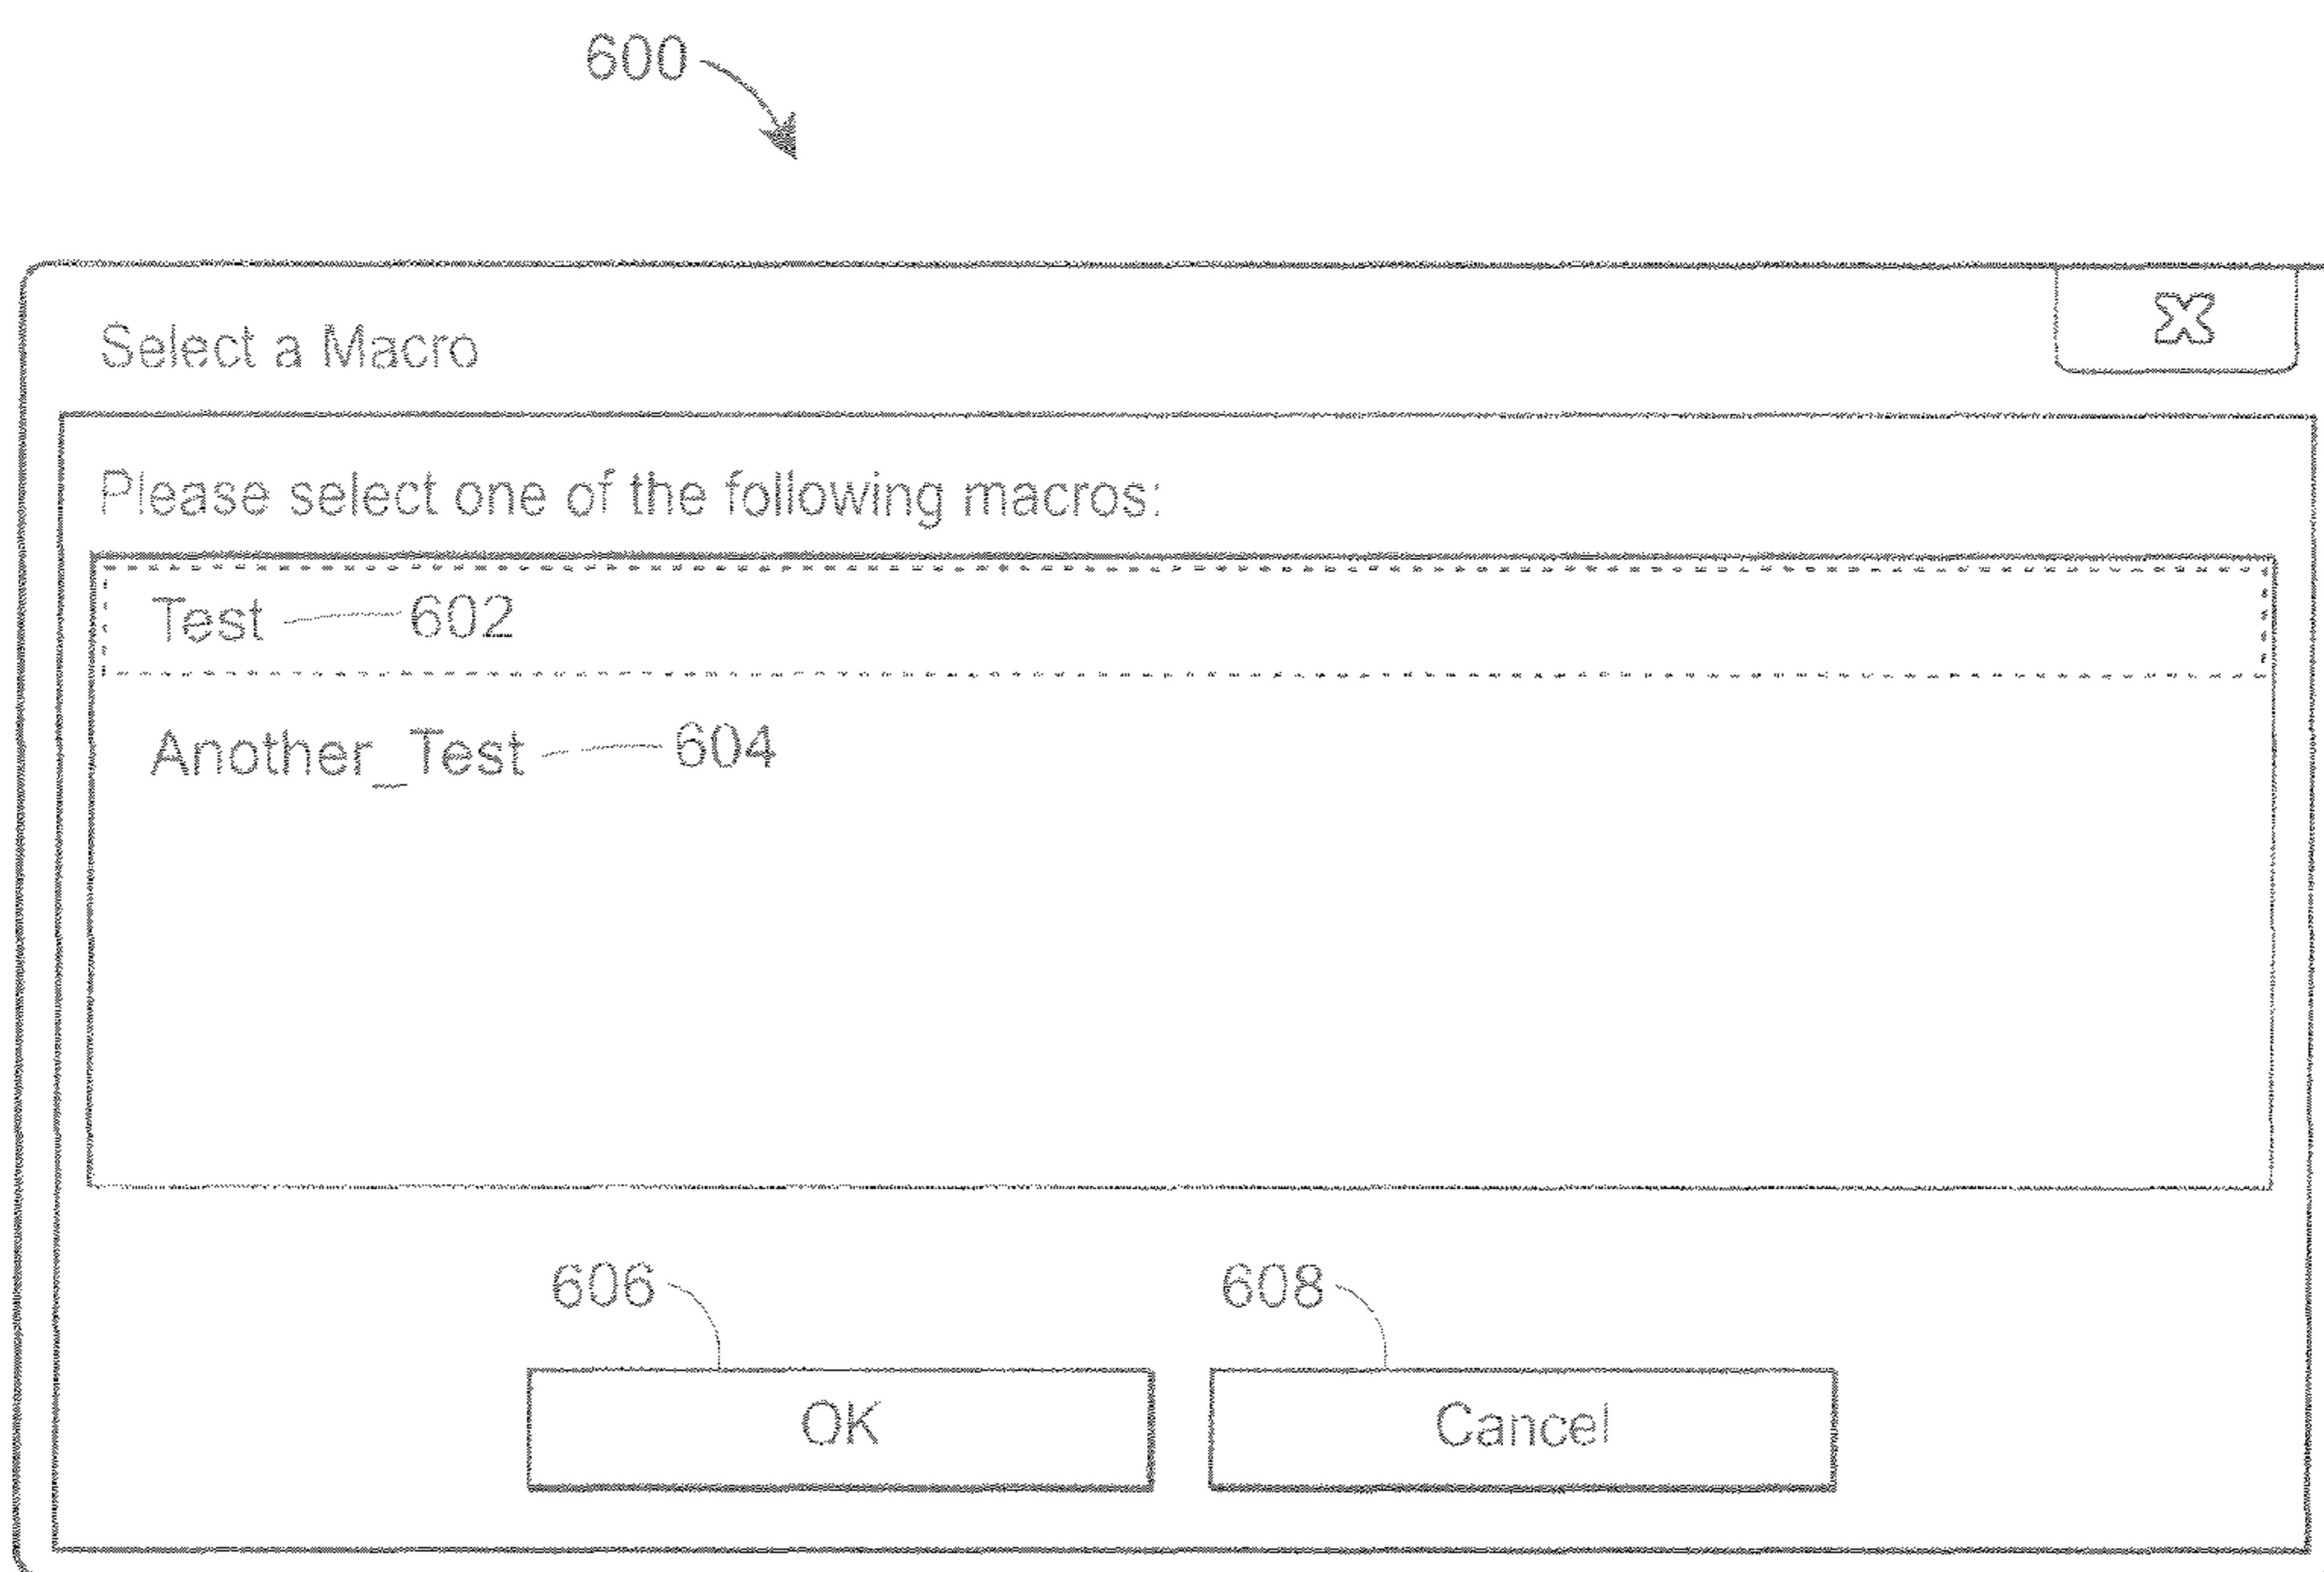 600
Select a Macro X
Please select one of the following macros:
Test 602
Another_Test 604
606 608
OK Cancel